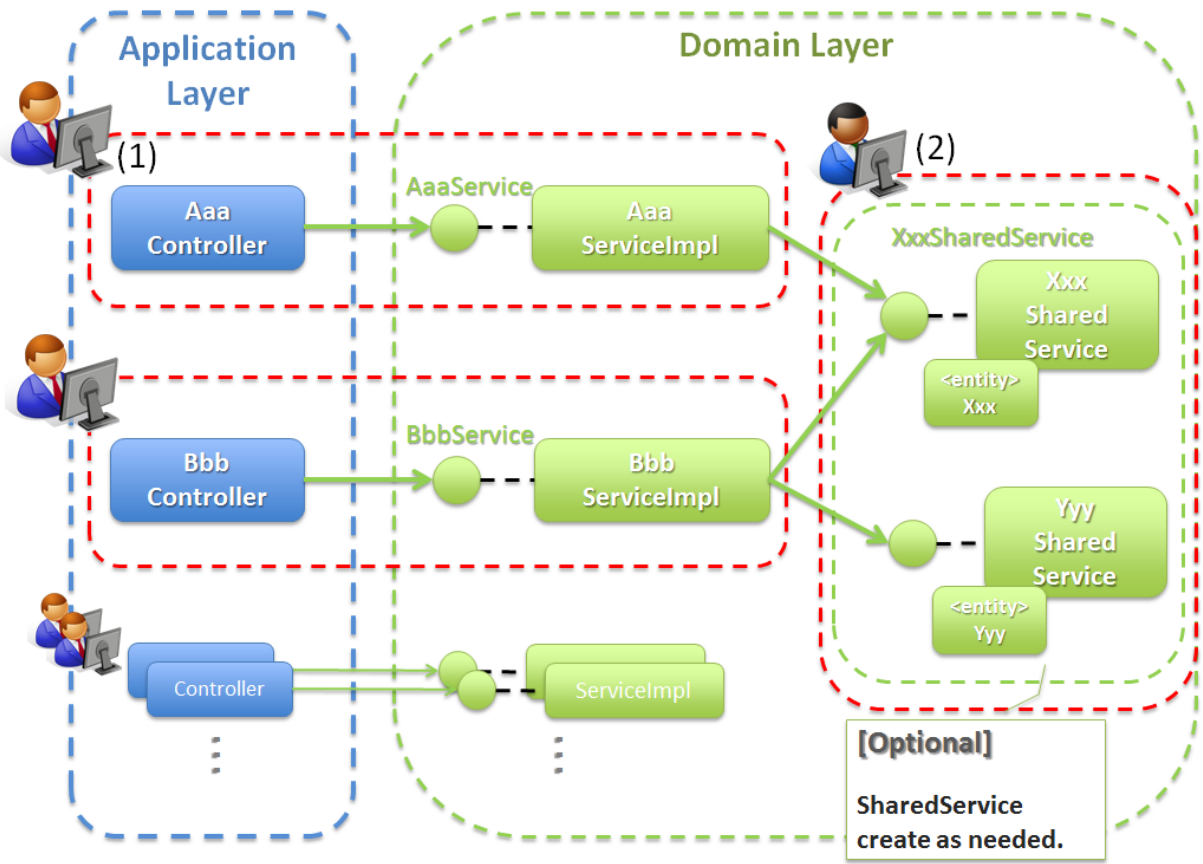 Application
Layer
Domain Layer
(1)
(2)
Aaa
Controller
AaaService
Aaa
ServiceImpl
XxxSharedService
Xxx
Shared
Service
<entity>
Xxx
Bbb
Controller
BbbService
Bbb
ServiceImpl
Yyy
Shared
Service
<entity>
Yyy
Controller
ServiceImpl
[Optional]
SharedService
create as needed.